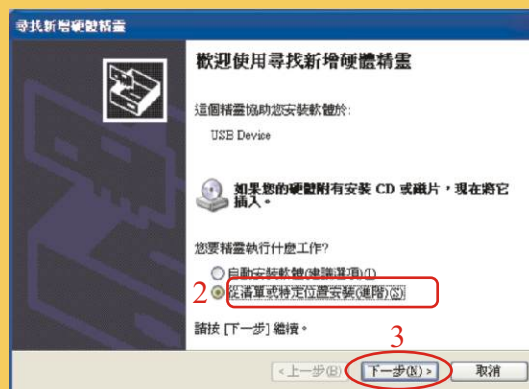 尋找新增硬體精靈
歡迎使用尋找新增硬體精靈
這個精靈協助您安裝軟體於:
USB Device
如果您的硬體附有安裝 CD 或磁片，現在將它
插入。
您要精靈執行什麼工作?
自動安裝軟體(建議選項)(I)
2 從清單或特定位置安裝(進階)(S)
請按 [下一步] 繼續。
3
<上一步(B) 下一步(N)> 取消